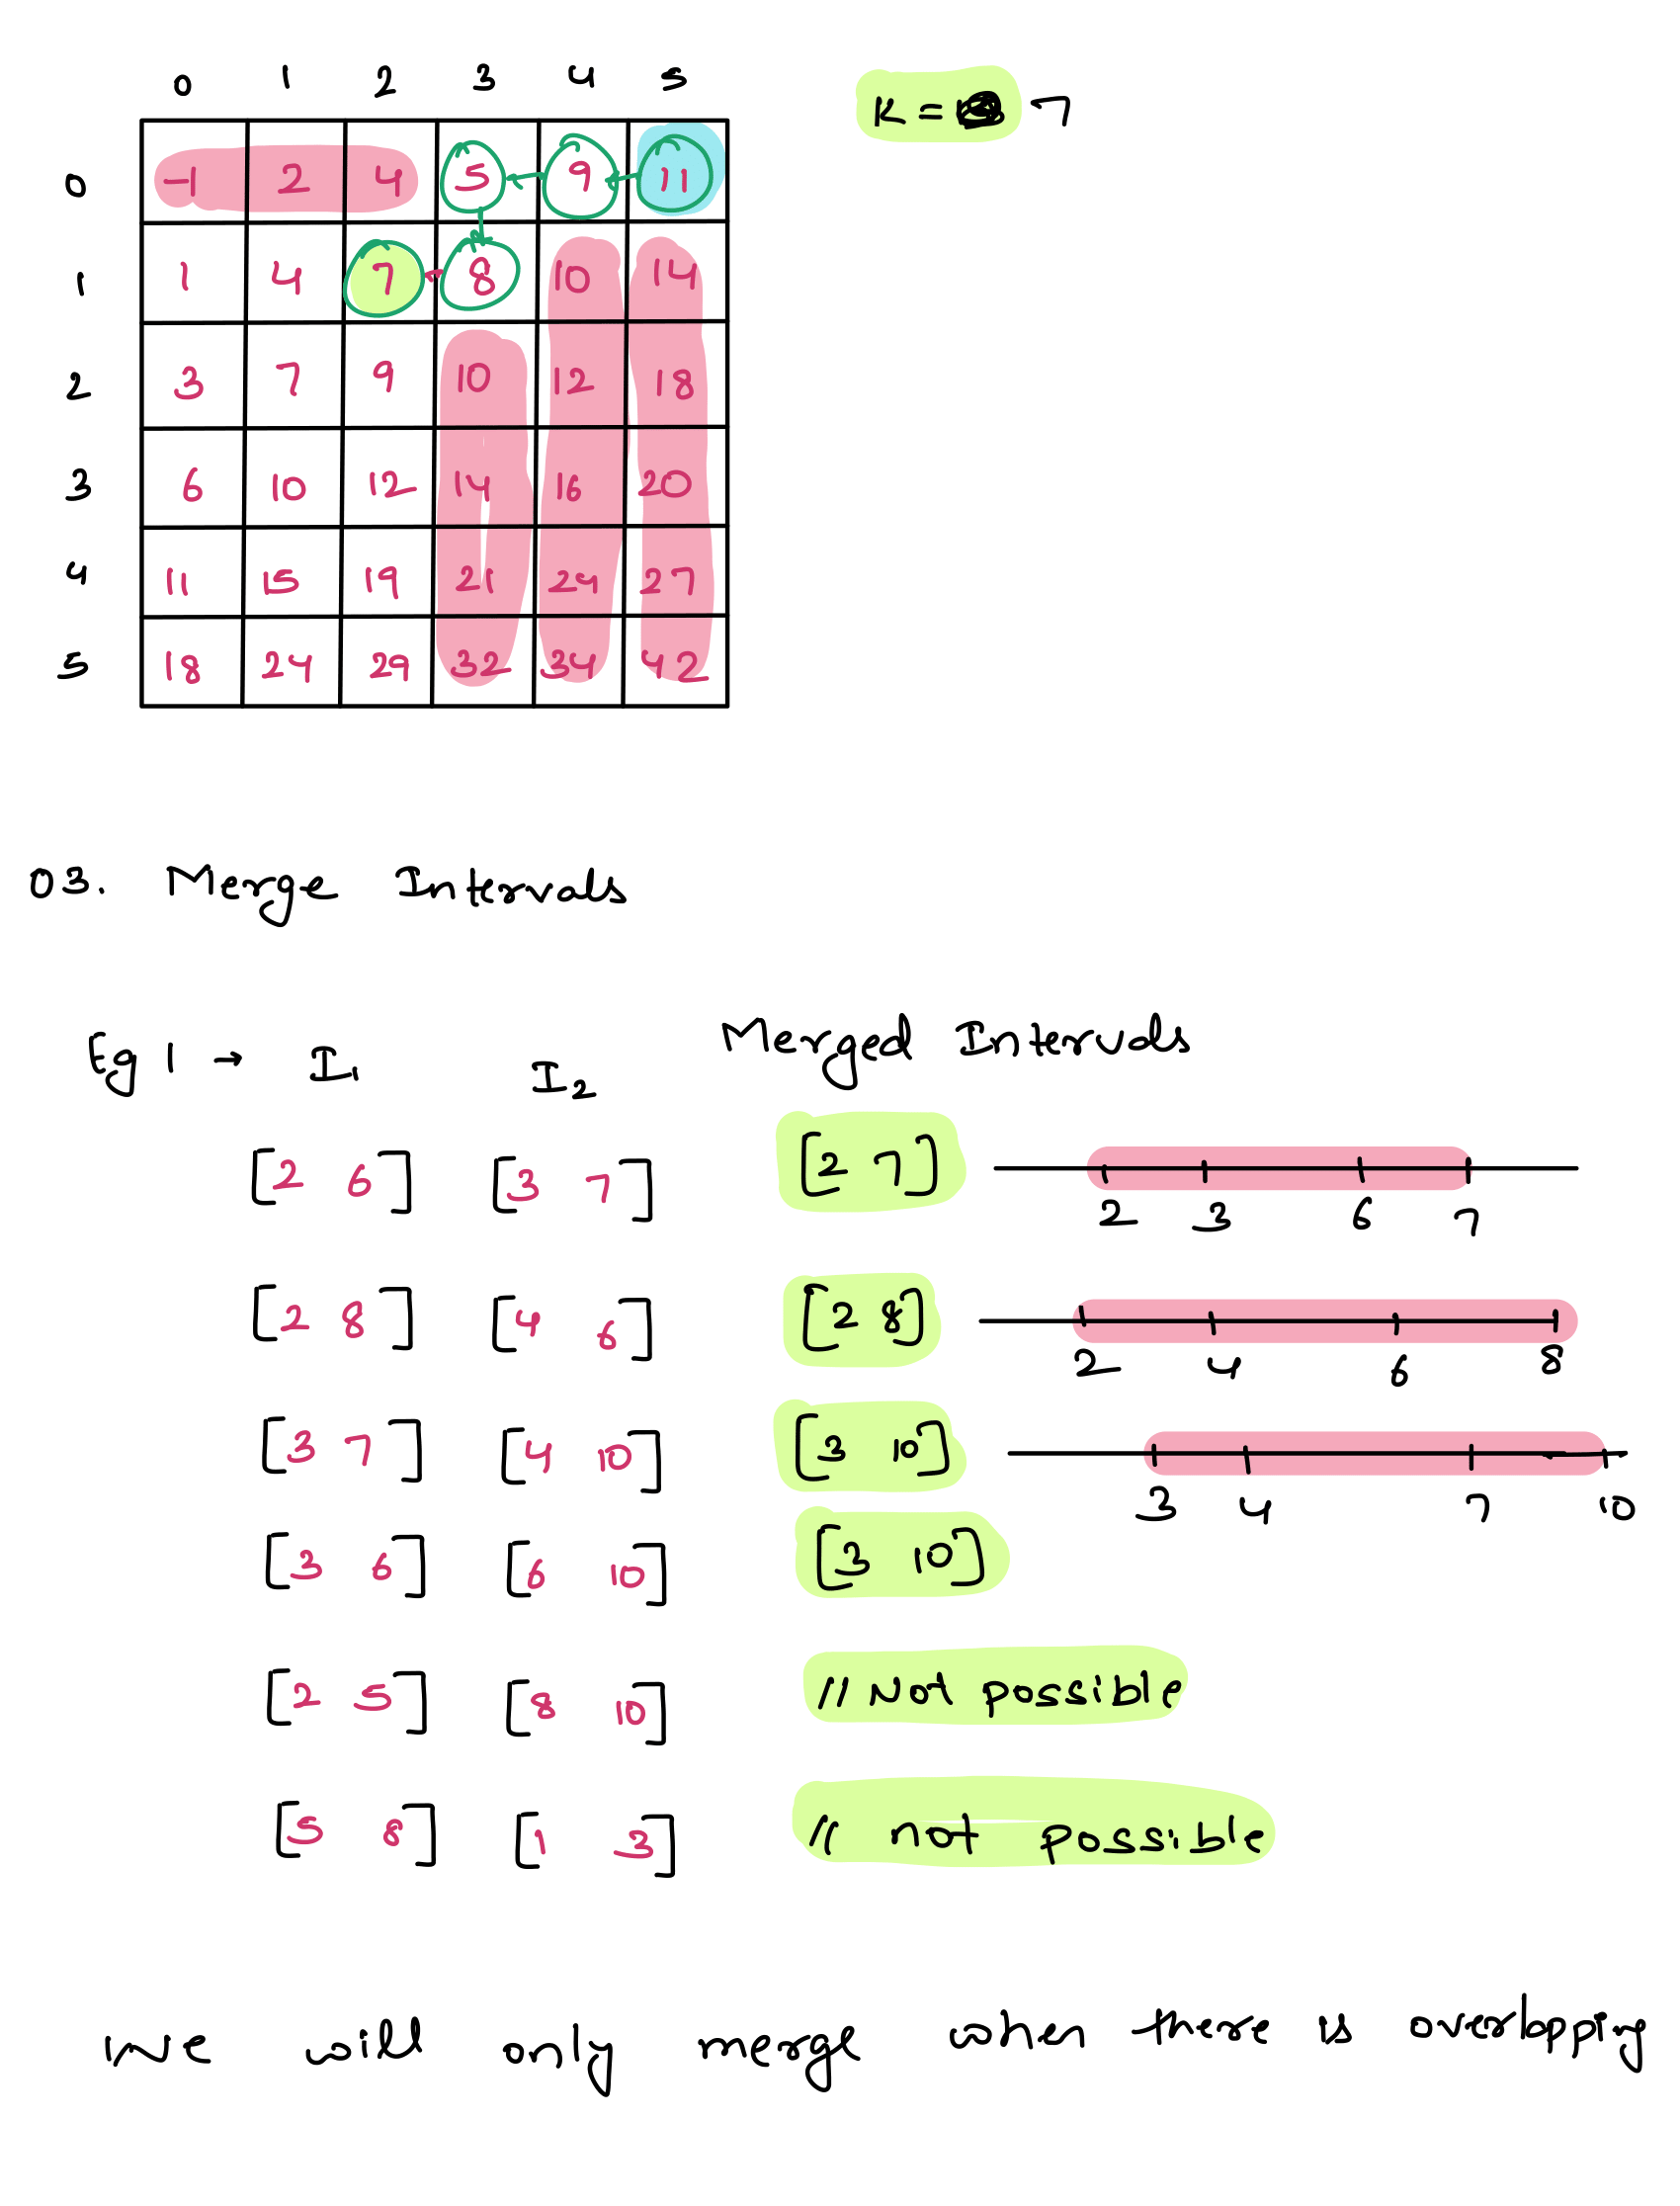 0 1 2 3 4 5
K = 7
0 -1 2 4 5 9 11
1 1 4 7 8 10 14
2 3 7 9 10 12 18
3 6 10 12 14 16 20
4 11 15 19 21 24 27
5 18 24 29 32 34 42
03. Merge Intervals
Eg 1 → I1 I2 Merged Intervals
[2 6] [3 7] [2 7]
2 3 6 7
[2 8] [4 6] [2 8]
2 4 6 8
[3 7] [4 10] [3 10]
3 4 7 10
[3 6] [6 10] [3 10]
[2 5] [8 10] // Not possible
[5 8] [1 3] // not possible
we will only merge when there is overlapping